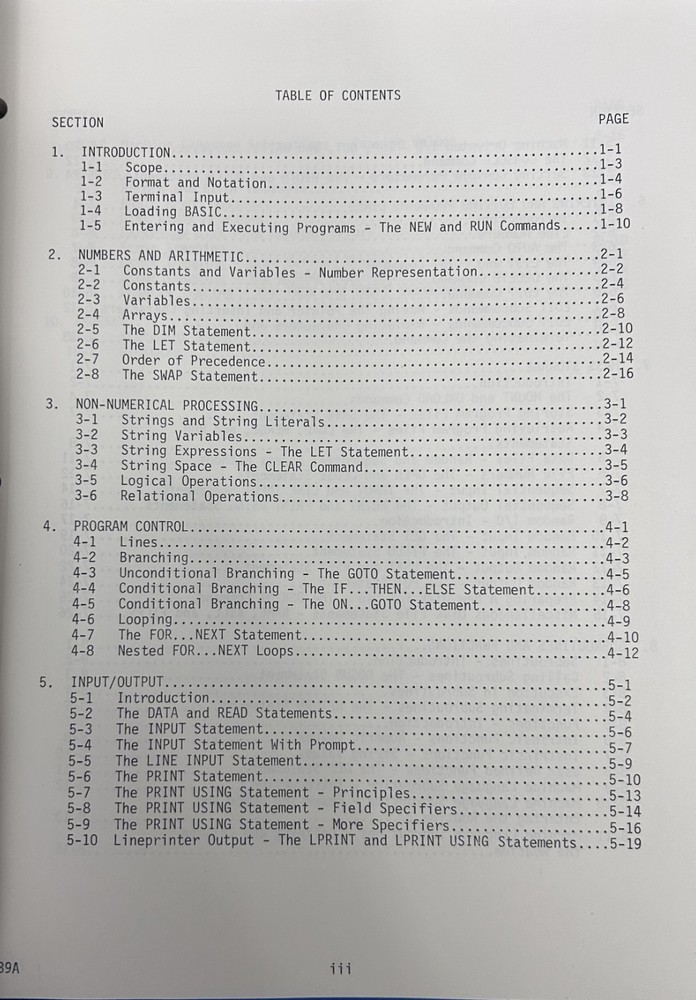 TABLE OF CONTENTS
SECTION PAGE
1. INTRODUCTION.....................................................1-1
1-1 Scope.....................................................1-3
1-2 Format and Notation.......................................1-4
1-3 Terminal Input............................................1-6
1-4 Loading BASIC.............................................1-8
1-5 Entering and Executing Programs - The NEW and RUN Commands.....1-10
2. NUMBERS AND ARITHMETIC...........................................2-1
2-1 Constants and Variables - Number Representation...............2-2
2-2 Constants.................................................2-4
2-3 Variables.................................................2-6
2-4 Arrays....................................................2-8
2-5 The DIM Statement.........................................2-10
2-6 The LET Statement.........................................2-12
2-7 Order of Precedence.......................................2-14
2-8 The SWAP Statement........................................2-16
3. NON-NUMERICAL PROCESSING.........................................3-1
3-1 Strings and String Literals...............................3-2
3-2 String Variables..........................................3-3
3-3 String Expressions - The LET Statement........................3-4
3-4 String Space - The CLEAR Command..............................3-5
3-5 Logical Operations........................................3-6
3-6 Relational Operations.....................................3-8
4. PROGRAM CONTROL..................................................4-1
4-1 Lines.....................................................4-2
4-2 Branching.................................................4-3
4-3 Unconditional Branching - The GOTO Statement..................4-5
4-4 Conditional Branching - The IF...THEN...ELSE Statement........4-6
4-5 Conditional Branching - The ON...GOTO Statement...............4-8
4-6 Looping...................................................4-9
4-7 The FOR...NEXT Statement..................................4-10
4-8 Nested FOR...NEXT Loops...................................4-12
5. INPUT/OUTPUT.....................................................5-1
5-1 Introduction..............................................5-2
5-2 The DATA and READ Statements..............................5-4
5-3 The INPUT Statement.......................................5-6
5-4 The INPUT Statement With Prompt...........................5-7
5-5 The LINE INPUT Statement..................................5-9
5-6 The PRINT Statement.......................................5-10
5-7 The PRINT USING Statement - Principles........................5-13
5-8 The PRINT USING Statement - Field Specifiers..................5-14
5-9 The PRINT USING Statement - More Specifiers...................5-16
5-10 Lineprinter Output - The LPRINT and LPRINT USING Statements....5-19
39A iii